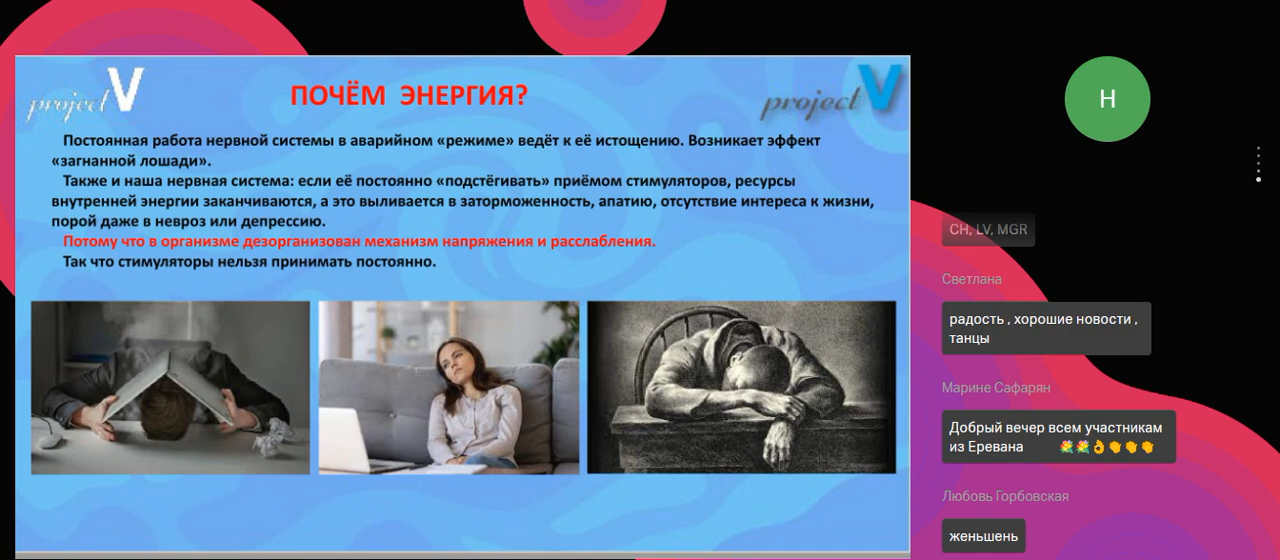 project V
ПОЧЁМ ЭНЕРГИЯ?
project V
Постоянная работа нервной системы в аварийном «режиме» ведёт к её истощению. Возникает эффект
«загнанной лошади».
Также и наша нервная система: если её постоянно «подстёгивать» приёмом стимуляторов, ресурсы
внутренней энергии заканчиваются, а это выливается в заторможенность, апатию, отсутствие интереса к жизни,
порой даже в невроз или депрессию.
Потому что в организме дезорганизован механизм напряжения и расслабления.
Так что стимуляторы нельзя принимать постоянно.
Н
CH, LV, MGR
Светлана
радость , хорошие новости ,
танцы
Марине Сафарян
Добрый вечер всем участникам
из Еревана 💐💐👌👏👏👏
Любовь Горбовская
женьшень